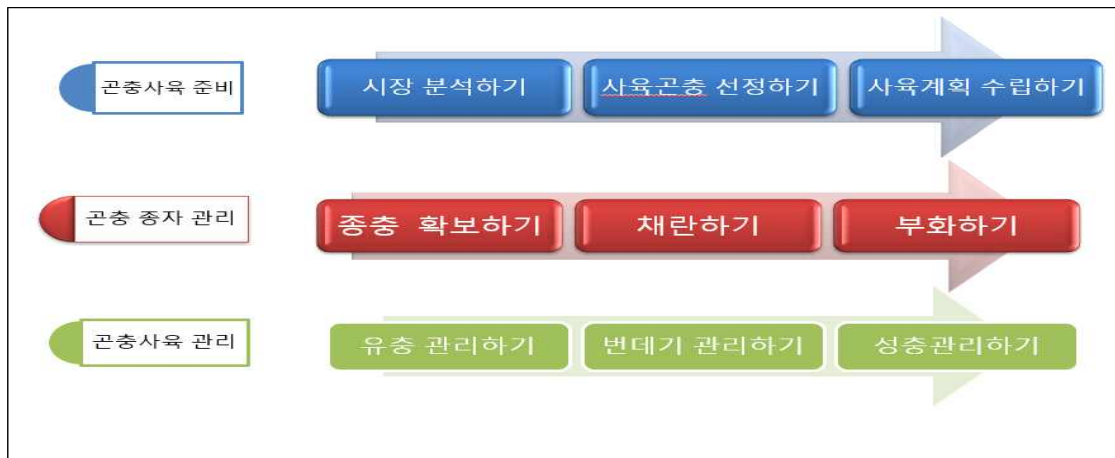 곤충사육 준비
시장 분석하기 사육곤충 선정하기 사육계획 수립하기
곤충 종자 관리
종충 확보하기 채란하기 부화하기
곤충사육 관리
유충 관리하기 번데기 관리하기 성충관리하기